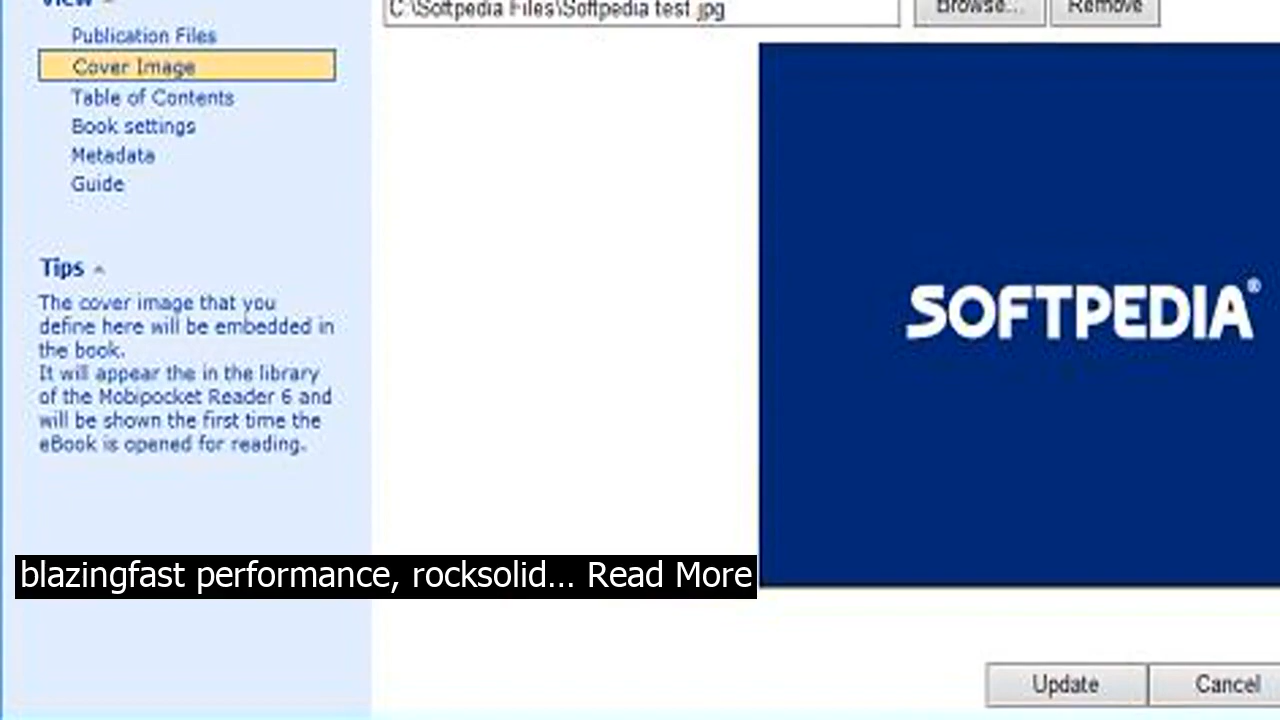 View
C:\Softpedia Files\Softpedia test.jpg
Browse...
Remove
Publication Files
Cover Image
Table of Contents
Book settings
Metadata
Guide
SOFTPEDIA®
Tips
The cover image that you
define here will be embedded in
the book.
It will appear the in the library
of the Mobipocket Reader 6 and
will be shown the first time the
eBook is opened for reading.
blazingfast performance, rocksolid... Read More
Update
Cancel